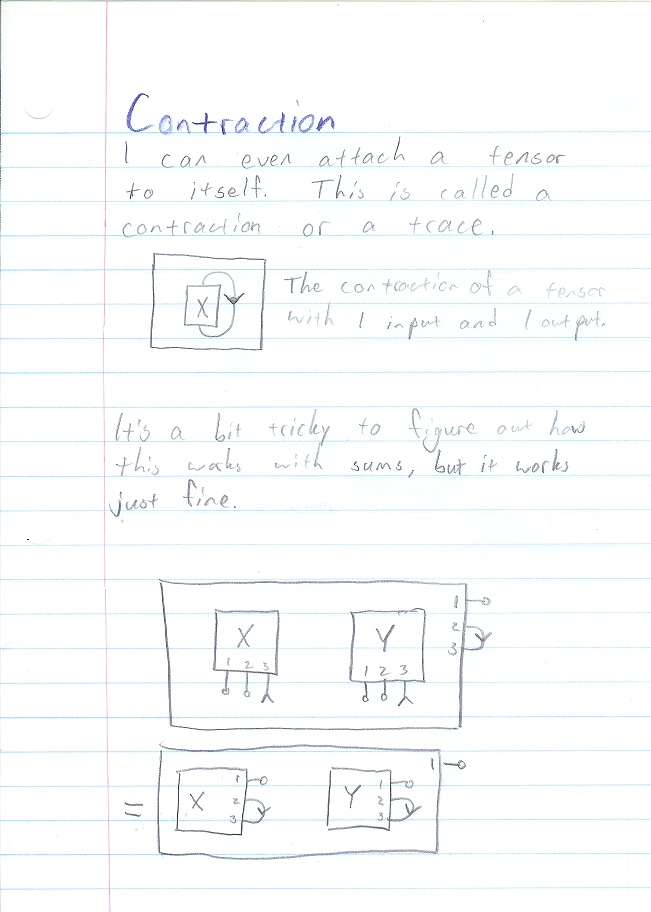 Contraction
I can even attach a tensor
to itself. This is called a
contraction or a trace.
X
The contraction of a tensor
with 1 input and 1 output.
It's a bit tricky to figure out how
this works with sums, but it works
just fine.
1
2
3
X
1 2 3
Y
1 2 3
=
1
X
1
2
3
Y
1
2
3